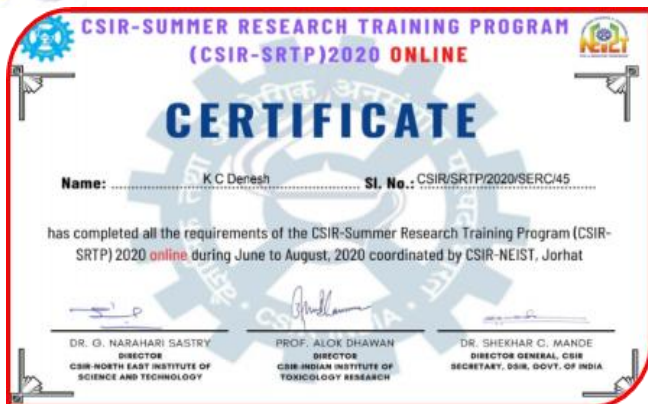 CSIR-SUMMER RESEARCH TRAINING PROGRAM
(CSIR-SRTP)2020 ONLINE
NEICT
CERTIFICATE
Name: K C Denesh Sl. No.: CSIR/SRTP/2020/SERC/45
has completed all the requirements of the CSIR-Summer Research Training Program (CSIR-
SRTP) 2020 online during June to August, 2020 coordinated by CSIR-NEIST, Jorhat
DR. G. NARAHARI SASTRY
DIRECTOR
CSIR-NORTH EAST INSTITUTE OF
SCIENCE AND TECHNOLOGY
PROF. ALOK DHAWAN
DIRECTOR
CSIR-INDIAN INSTITUTE OF
TOXICOLOGY RESEARCH
DR. SHEKHAR C. MANDE
DIRECTOR GENERAL, CSIR
SECRETARY, DSIR, GOVT. OF INDIA